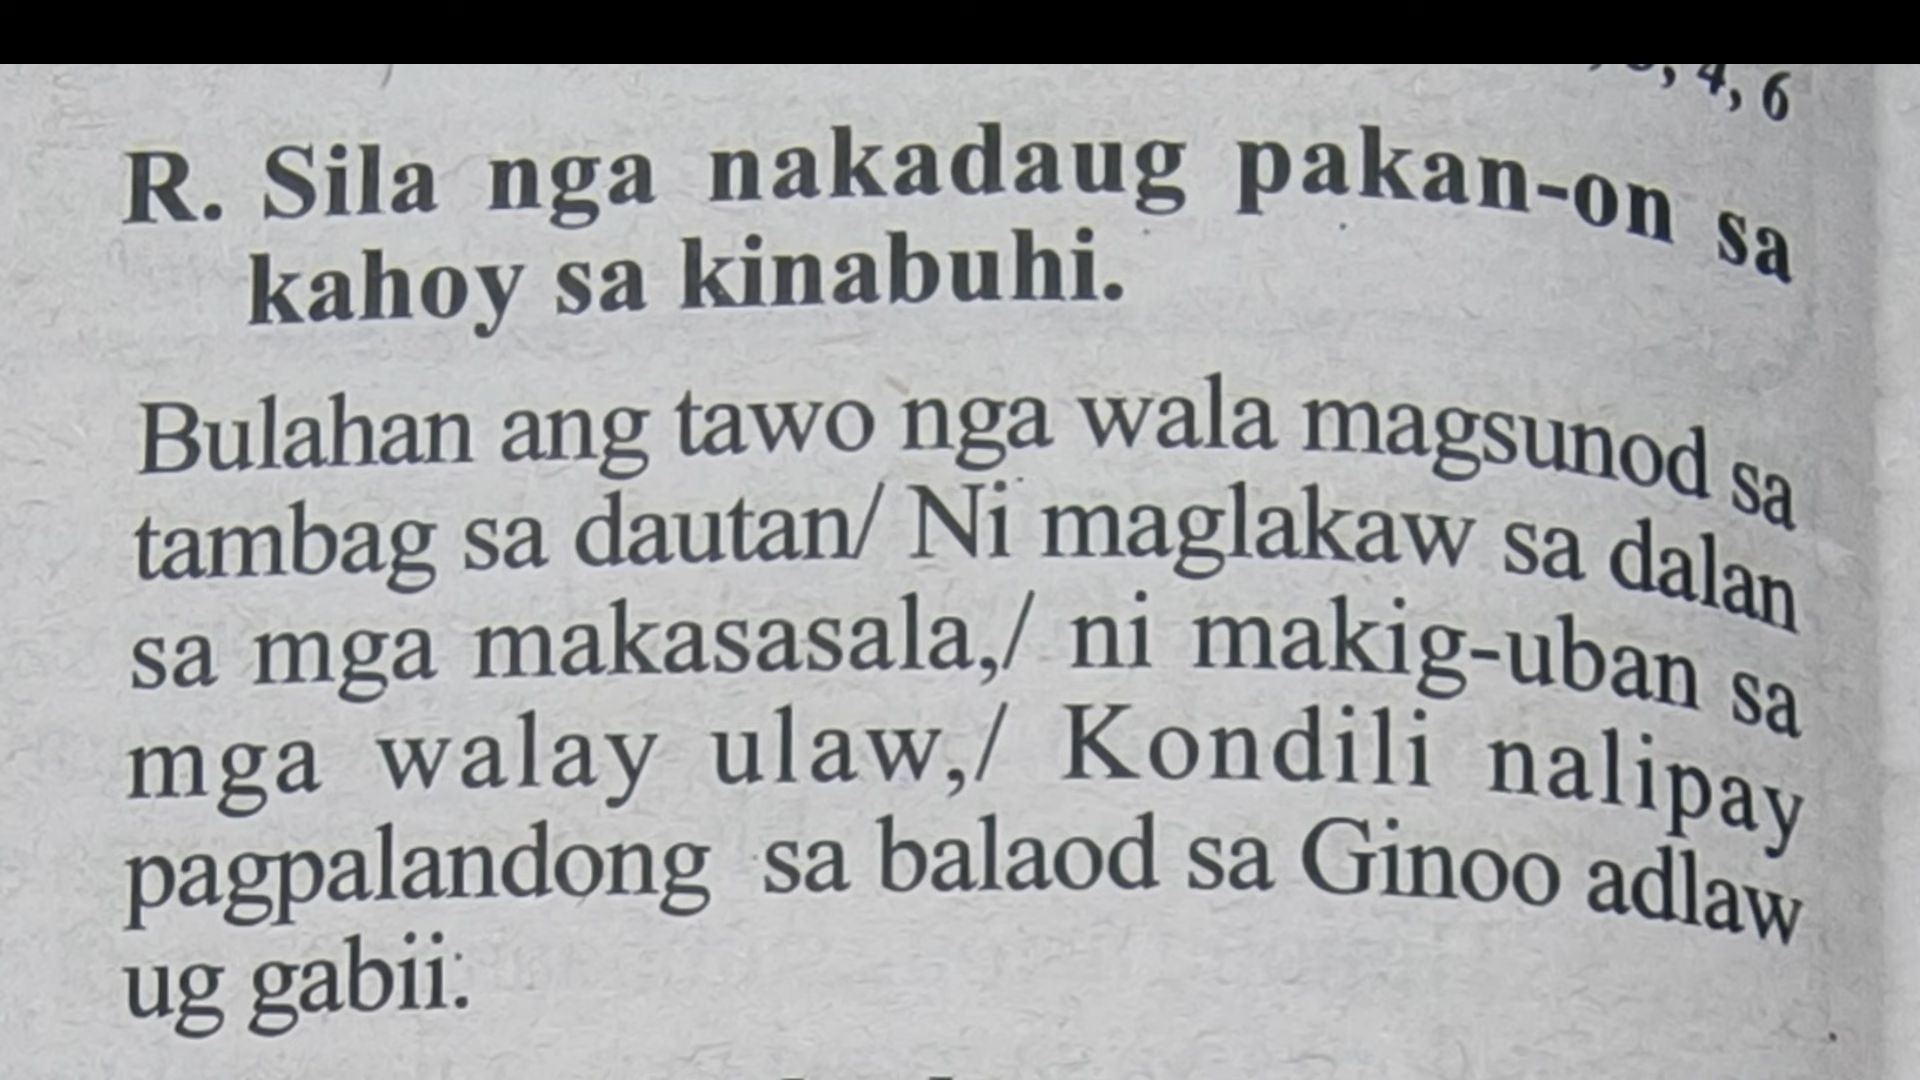 4, 6
R. Sila nga nakadaug pakan-on sa
kahoy sa kinabuhi.
Bulahan ang tawo nga wala magsunod sa
tambag sa dautan/ Ni maglakaw sa dalan
sa mga makasasala,/ ni makig-uban sa
mga walay ulaw,/ Kondili nalipay
pagpalandong sa balaod sa Ginoo adlaw
ug gabii.